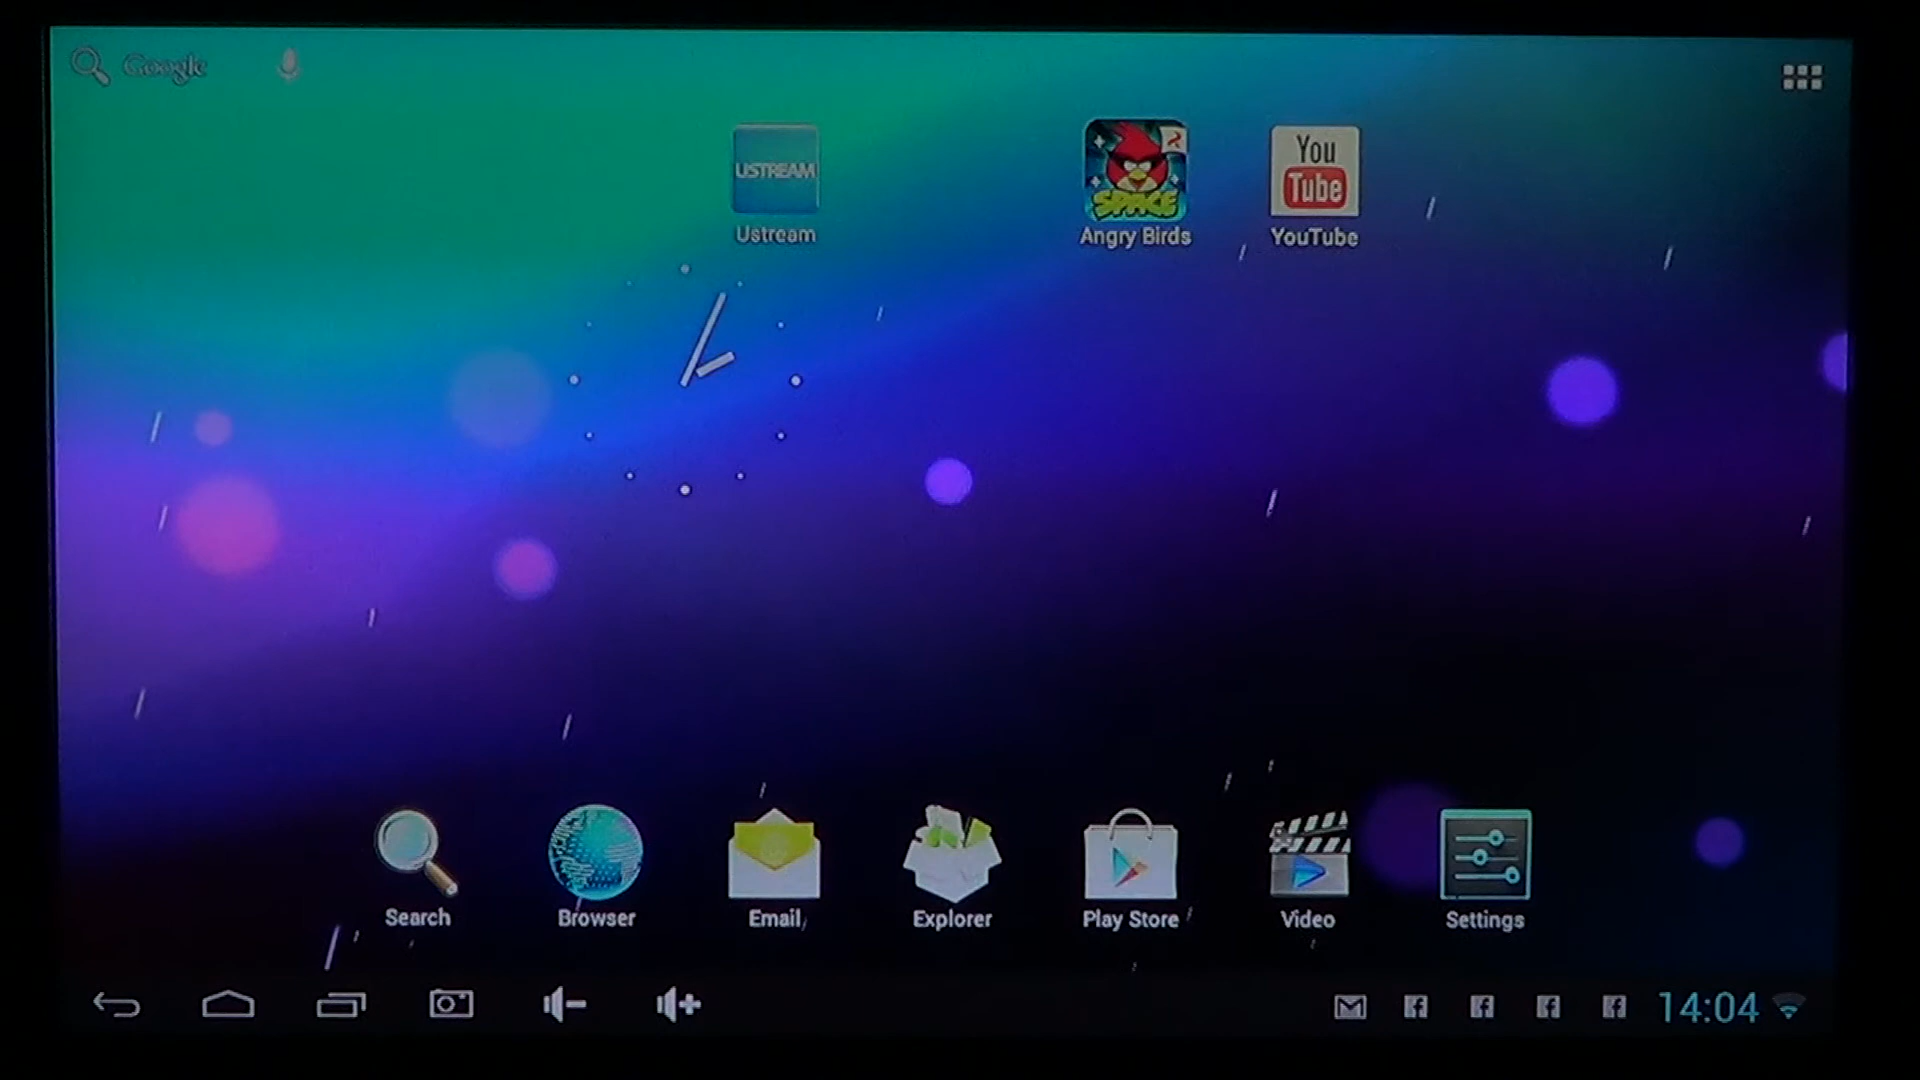 Google
USTREAM
Ustream
SPACE
Angry Birds
You
Tube
YouTube
Search
Browser
Email
Explorer
Play Store
Video
Settings
14:04